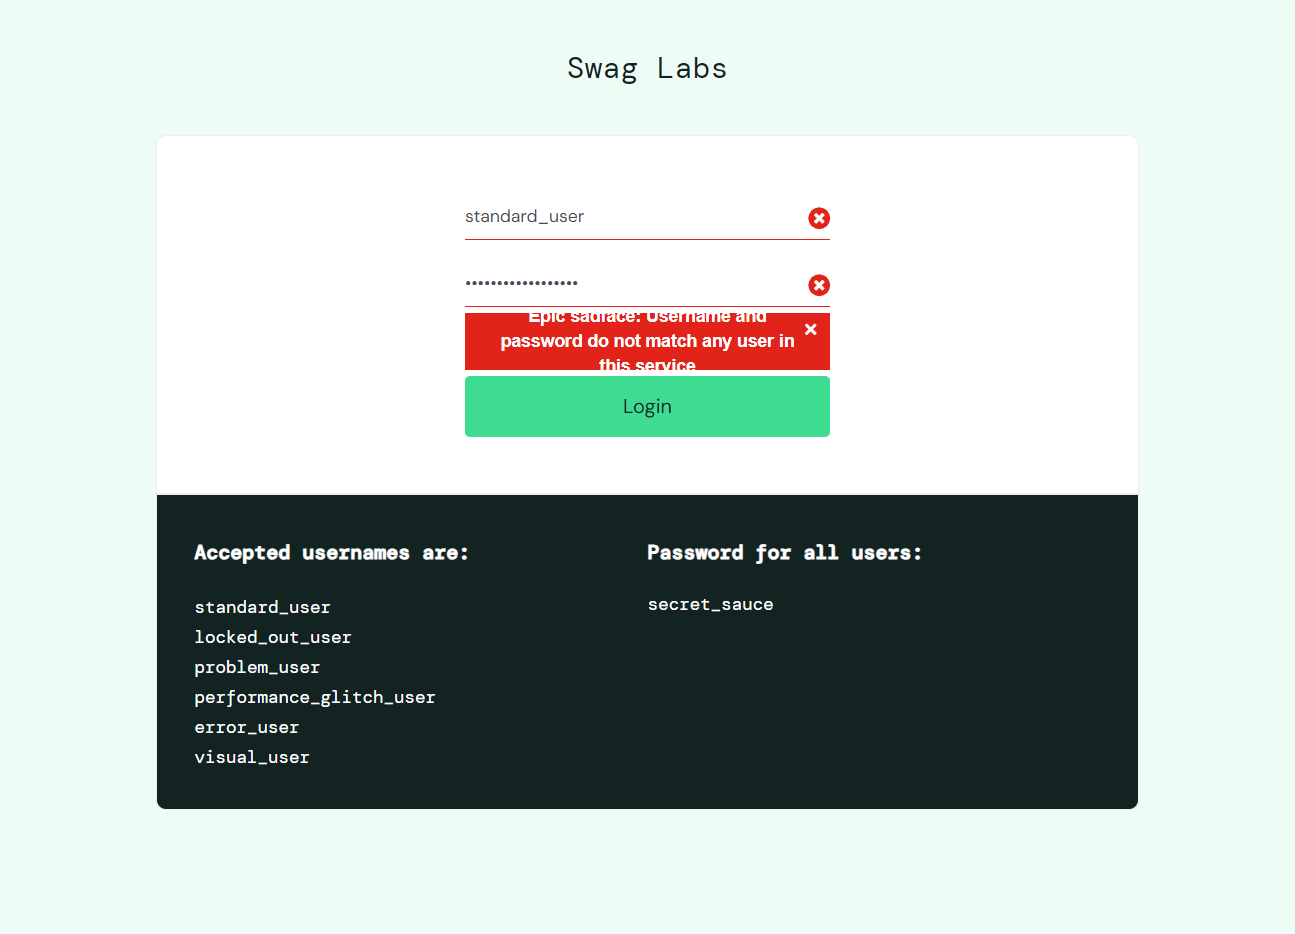 Swag Labs
standard_user
••••••••••••••••••
Epic sadface: Username and
password do not match any user in
this service
Login
Accepted usernames are:
standard_user
locked_out_user
problem_user
performance_glitch_user
error_user
visual_user
Password for all users:
secret_sauce